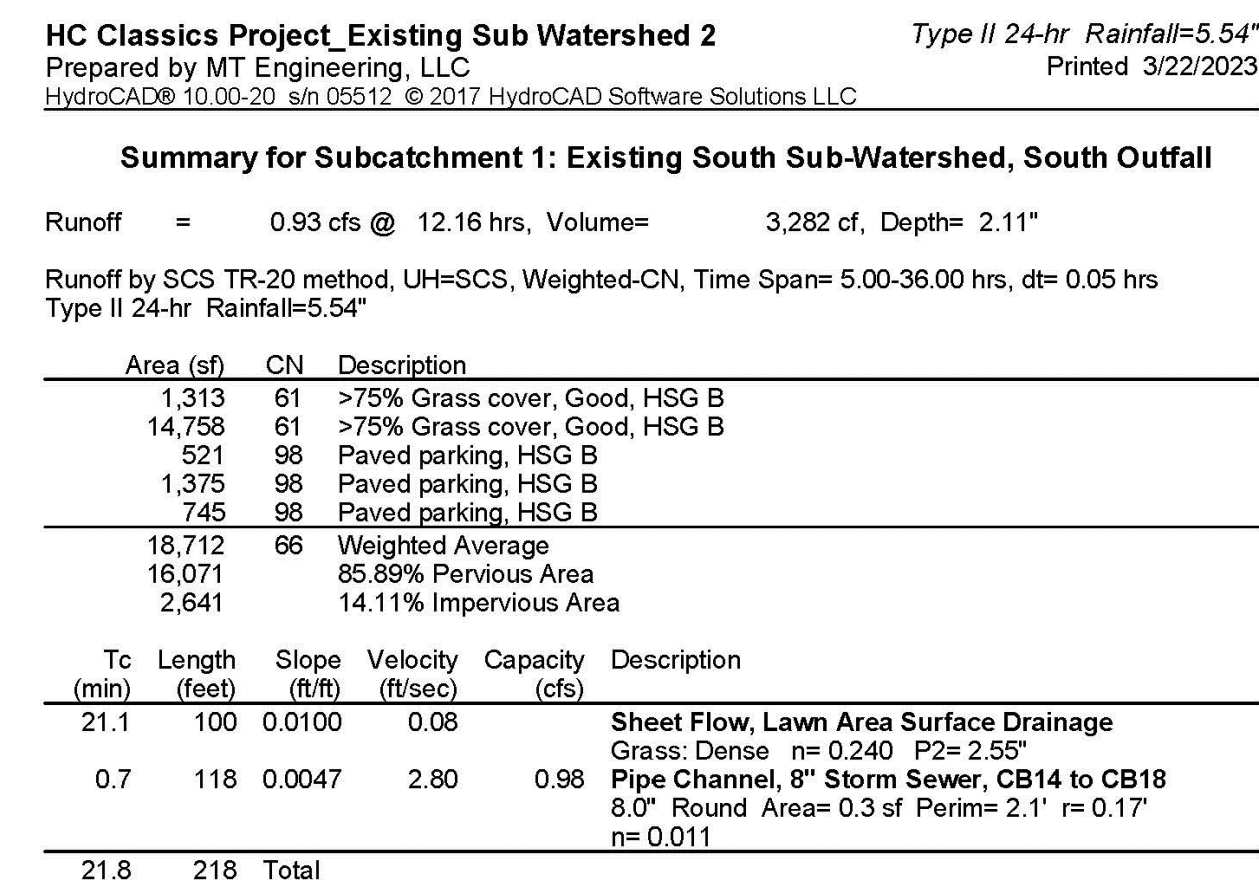 HC Classics Project_Existing Sub Watershed 2 Type II 24-hr Rainfall=5.54"
Prepared by MT Engineering, LLC Printed 3/22/2023
HydroCAD® 10.00-20 s/n 05512 © 2017 HydroCAD Software Solutions LLC
Summary for Subcatchment 1: Existing South Sub-Watershed, South Outfall
Runoff = 0.93 cfs @ 12.16 hrs, Volume= 3,282 cf, Depth= 2.11"
Runoff by SCS TR-20 method, UH=SCS, Weighted-CN, Time Span= 5.00-36.00 hrs, dt= 0.05 hrs
Type II 24-hr Rainfall=5.54"
Area (sf) CN Description
1,313 61 >75% Grass cover, Good, HSG B
14,758 61 >75% Grass cover, Good, HSG B
521 98 Paved parking, HSG B
1,375 98 Paved parking, HSG B
745 98 Paved parking, HSG B
18,712 66 Weighted Average
16,071 85.89% Pervious Area
2,641 14.11% Impervious Area
Tc Length Slope Velocity Capacity Description
(min) (feet) (ft/ft) (ft/sec) (cfs)
21.1 100 0.0100 0.08 Sheet Flow, Lawn Area Surface Drainage
Grass: Dense n= 0.240 P2= 2.55"
0.7 118 0.0047 2.80 0.98 Pipe Channel, 8" Storm Sewer, CB14 to CB18
8.0" Round Area= 0.3 sf Perim= 2.1' r= 0.17'
n= 0.011
21.8 218 Total